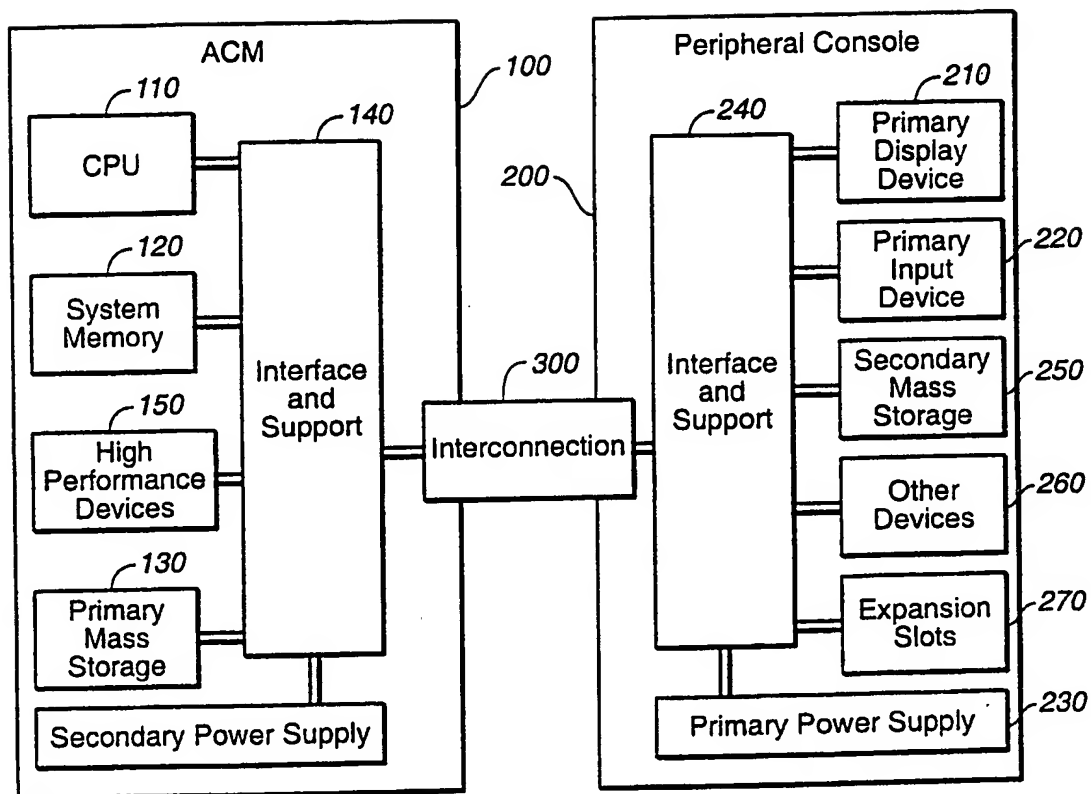 ACM
100
110
CPU
140
120
System
Memory
Interface
and
Support
150
High
Performance
Devices
130
Primary
Mass
Storage
Secondary Power Supply
300
Interconnection
Peripheral Console
200
240
Interface
and
Support
210
Primary
Display
Device
220
Primary
Input
Device
250
Secondary
Mass
Storage
260
Other
Devices
270
Expansion
Slots
230
Primary Power Supply